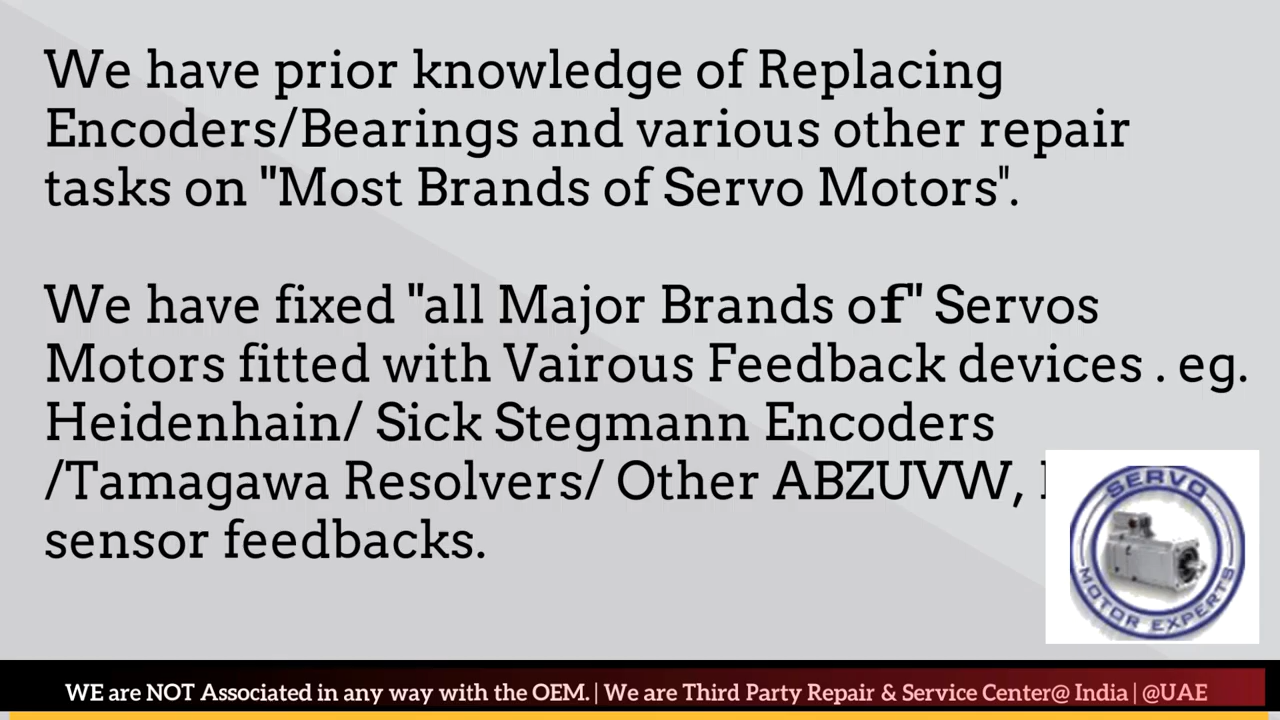 We have prior knowledge of Replacing
Encoders/Bearings and various other repair
tasks on "Most Brands of Servo Motors".
We have fixed "all Major Brands of" Servos
Motors fitted with Vairous Feedback devices . eg.
Heidenhain/ Sick Stegmann Encoders
/Tamagawa Resolvers/ Other ABZUVW,
sensor feedbacks.
SERVO
MOTOR EXPERTS
WE are NOT Associated in any way with the OEM. | We are Third Party Repair & Service Center@ India | @UAE